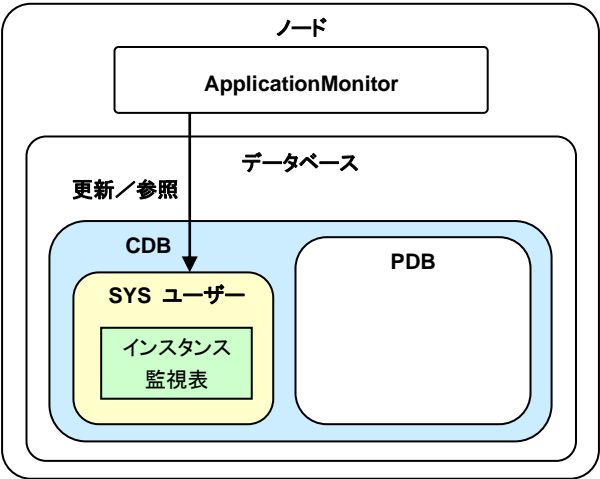 ノード
ApplicationMonitor
データベース
更新／参照
CDB
PDB
SYS ユーザー
インスタンス
監視表